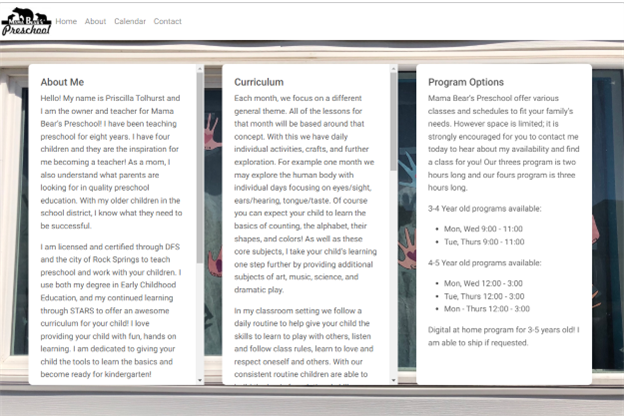 Mama Bear's
Preschool
Home About Calendar Contact
About Me
Hello! My name is Priscilla Tolhurst and
I am the owner and teacher for Mama
Bear's Preschool! I have been teaching
preschool for eight years. I have four
children and they are the inspiration for
me becoming a teacher! As a mom, I
also understand what parents are
looking for in quality preschool
education. With my older children in the
school district, I know what they need to
be successful.
I am licensed and certified through DFS
and the city of Rock Springs to teach
preschool and work with your children. I
use both my degree in Early Childhood
Education, and my continued learning
through STARS to offer an awesome
curriculum for your child! I love
providing your child with fun, hands on
learning. I am dedicated to giving your
child the tools to learn the basics and
become ready for kindergarten!
Curriculum
Each month, we focus on a different
general theme. All of the lessons for
that month will be based around that
concept. With this we have daily
individual activities, crafts, and further
exploration. For example one month we
may explore the human body with
individual days focusing on eyes/sight,
ears/hearing, tongue/taste. Of course
you can expect your child to learn the
basics of counting, the alphabet, their
shapes, and colors! As well as these
core subjects, I take your child's learning
one step further by providing additional
subjects of art, music, science, and
dramatic play.
In my classroom setting we follow a
daily routine to help give your child the
skills to learn to play with others, listen
and follow class rules, learn to love and
respect oneself and others. With our
consistent routine children are able to
Program Options
Mama Bear's Preschool offer various
classes and schedules to fit your family's
needs. However space is limited; it is
strongly encouraged for you to contact me
today to hear about my availability and find
a class for you! Our threes program is two
hours long and our fours program is three
hours long.
3-4 Year old programs available:
• Mon, Wed 9:00 - 11:00
• Tue, Thurs 9:00 - 11:00
4-5 Year old programs available:
• Mon, Wed 12:00 - 3:00
• Tue, Thurs 12:00 - 3:00
• Mon - Thurs 12:00 - 3:00
Digital at home program for 3-5 years old! I
am able to ship if requested.